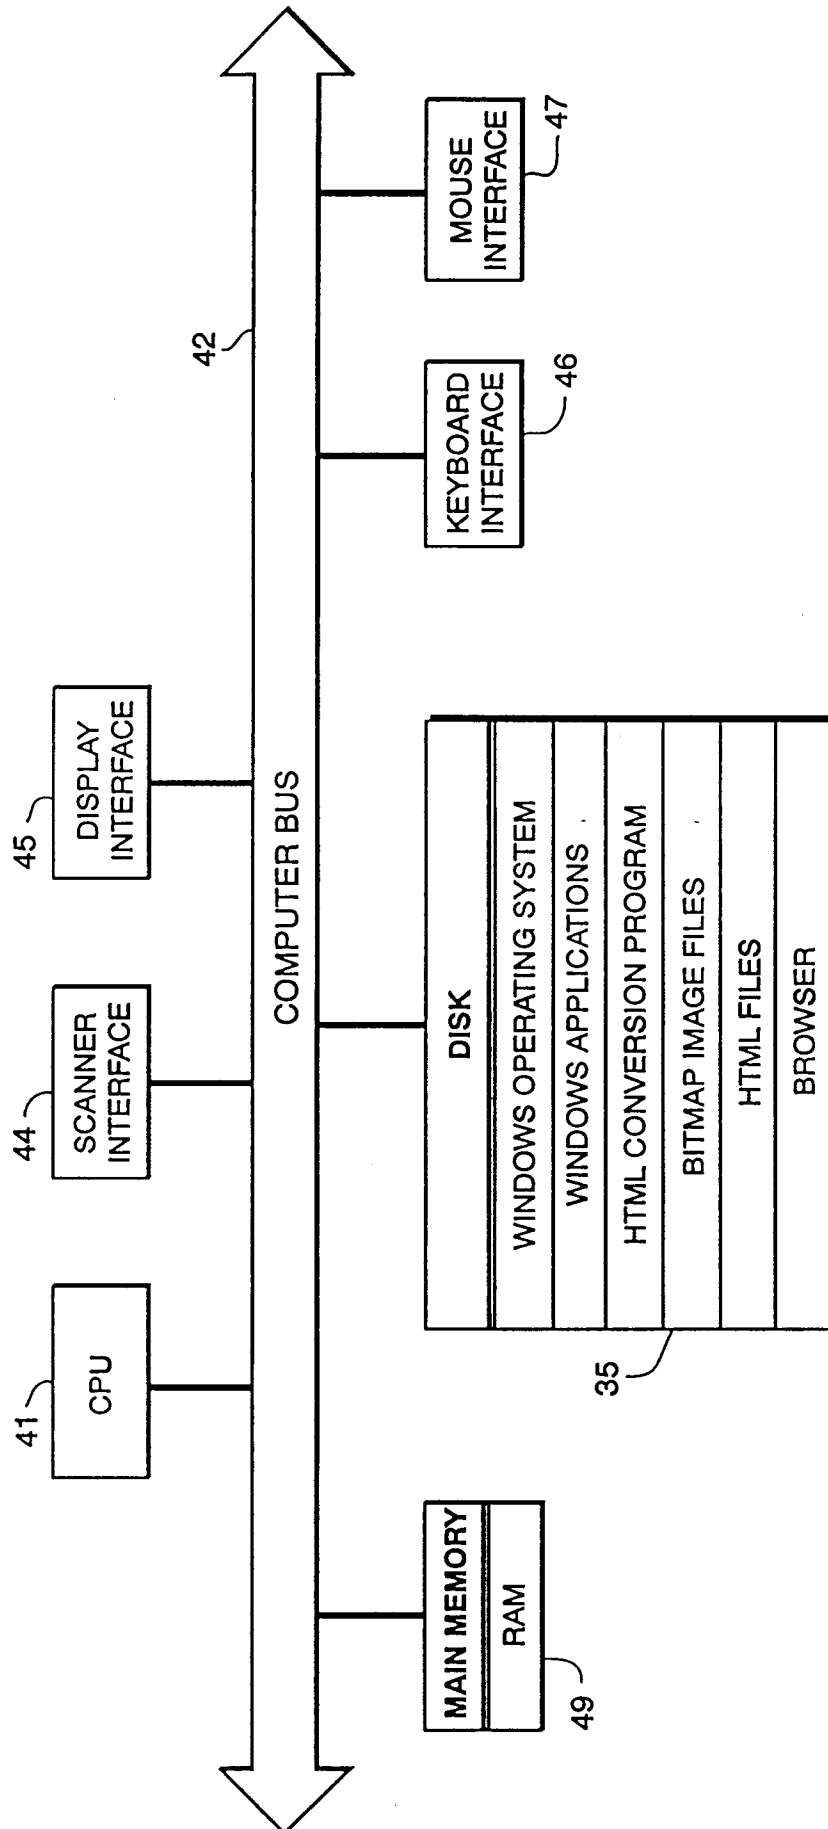 41
CPU
44
SCANNER
INTERFACE
45
DISPLAY
INTERFACE
42
COMPUTER BUS
MAIN MEMORY
RAM
49
DISK
WINDOWS OPERATING SYSTEM
WINDOWS APPLICATIONS
HTML CONVERSION PROGRAM
BITMAP IMAGE FILES
HTML FILES
BROWSER
35
KEYBOARD
INTERFACE
46
MOUSE
INTERFACE
47